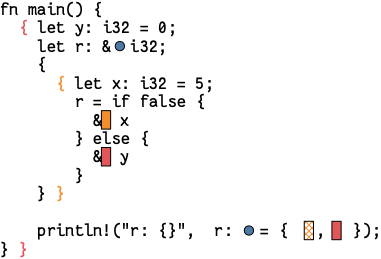 fn main() {
{ let y: i32 = 0;
let r: & i32;
{
{ let x: i32 = 5;
r = if false {
& x
} else {
& y
}
} }
println!("r: {}", r: = { , });
} }